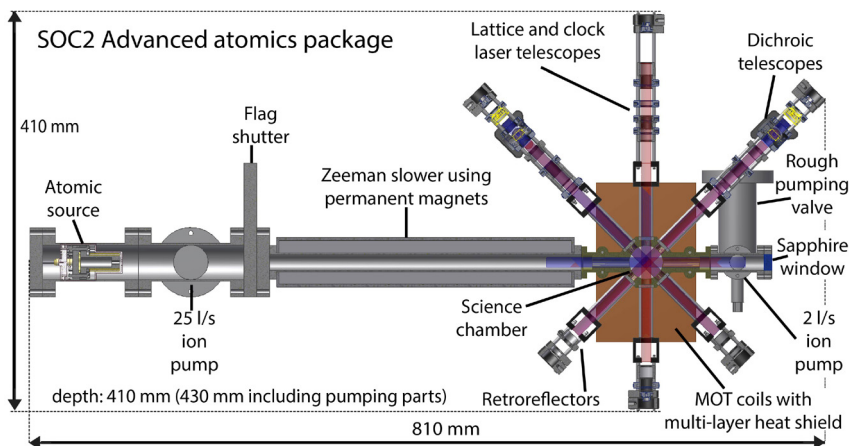 SOC2 Advanced atomics package
Lattice and clock
laser telescopes
Dichroic
telescopes
410 mm
Flag
shutter
Atomic
source
Zeeman slower using
permanent magnets
Rough
pumping
valve
Sapphire
window
25 l/s
ion
pump
Science
chamber
2 l/s
ion
pump
Retroreflectors
MOT coils with
multi-layer heat shield
depth: 410 mm (430 mm including pumping parts)
810 mm